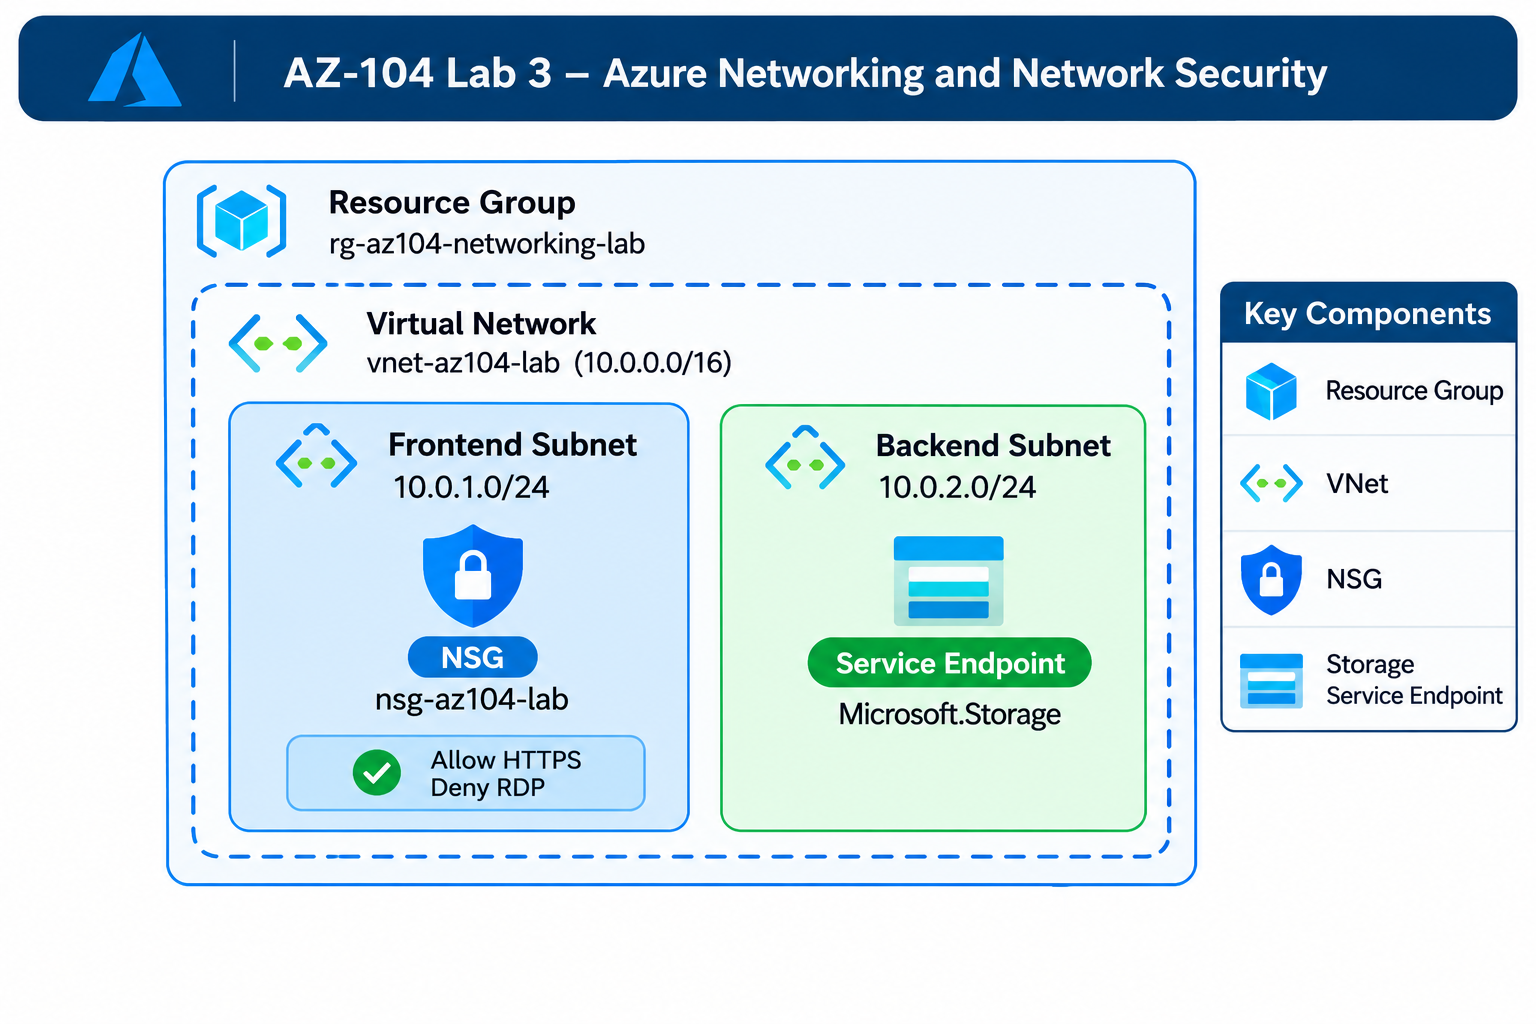 AZ-104 Lab 3 – Azure Networking and Network Security
Resource Group
rg-az104-networking-lab
Virtual Network
vnet-az104-lab (10.0.0.0/16)
Frontend Subnet
10.0.1.0/24
NSG
nsg-az104-lab
Allow HTTPS
Deny RDP
Backend Subnet
10.0.2.0/24
Service Endpoint
Microsoft.Storage
Key Components
Resource Group
VNet
NSG
Storage
Service Endpoint